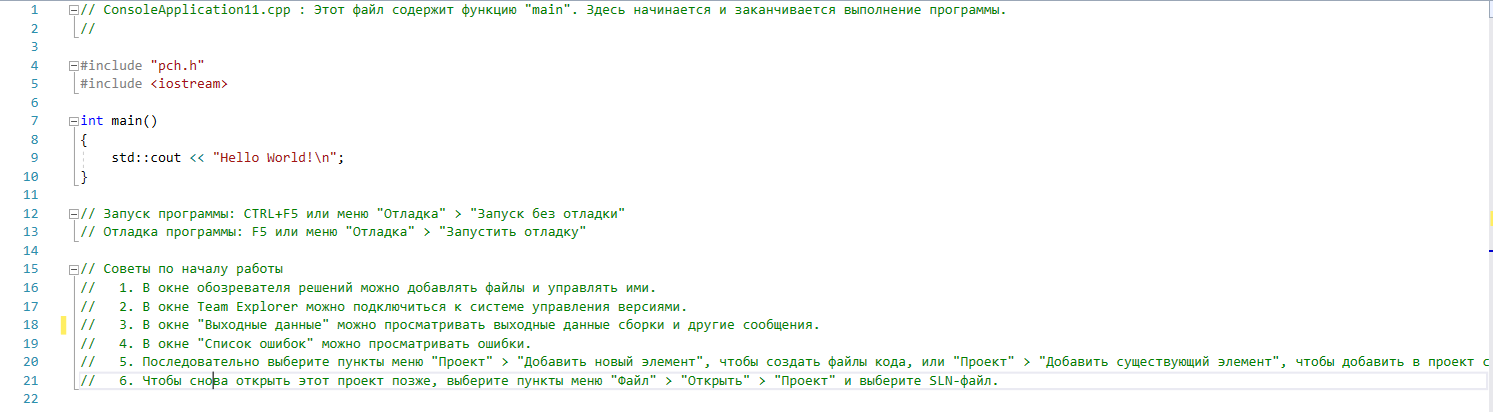 1 // ConsoleApplication11.cpp : Этот файл содержит функцию "main". Здесь начинается и заканчивается выполнение программы.
2 //
3
4 #include "pch.h"
5 #include <iostream>
6
7 int main()
8 {
9 std::cout << "Hello World!\n";
10 }
11
12 // Запуск программы: CTRL+F5 или меню "Отладка" > "Запуск без отладки"
13 // Отладка программы: F5 или меню "Отладка" > "Запустить отладку"
14
15 // Советы по началу работы
16 // 1. В окне обозревателя решений можно добавлять файлы и управлять ими.
17 // 2. В окне Team Explorer можно подключиться к системе управления версиями.
18 // 3. В окне "Выходные данные" можно просматривать выходные данные сборки и другие сообщения.
19 // 4. В окне "Список ошибок" можно просматривать ошибки.
20 // 5. Последовательно выберите пункты меню "Проект" > "Добавить новый элемент", чтобы создать файлы кода, или "Проект" > "Добавить существующий элемент", чтобы добавить в проект с
21 // 6. Чтобы снова открыть этот проект позже, выберите пункты меню "Файл" > "Открыть" > "Проект" и выберите SLN-файл.
22